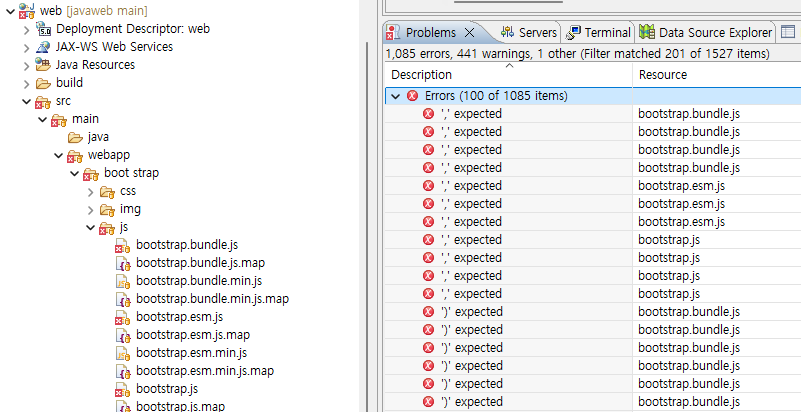 web [javaweb main]
Deployment Descriptor: web
JAX-WS Web Services
Java Resources
build
src
main
java
webapp
boot strap
css
img
js
bootstrap.bundle.js
bootstrap.bundle.js.map
bootstrap.bundle.min.js
bootstrap.bundle.min.js.map
bootstrap.esm.js
bootstrap.esm.js.map
bootstrap.esm.min.js
bootstrap.esm.min.js.map
bootstrap.js
bootstrap.js.map
Problems Servers Terminal Data Source Explorer
1,085 errors, 441 warnings, 1 other (Filter matched 201 of 1527 items)
Description Resource
Errors (100 of 1085 items)
',' expected bootstrap.bundle.js
',' expected bootstrap.bundle.js
',' expected bootstrap.bundle.js
',' expected bootstrap.bundle.js
',' expected bootstrap.esm.js
',' expected bootstrap.esm.js
',' expected bootstrap.esm.js
',' expected bootstrap.js
',' expected bootstrap.js
',' expected bootstrap.js
',' expected bootstrap.js
')' expected bootstrap.bundle.js
')' expected bootstrap.bundle.js
')' expected bootstrap.bundle.js
')' expected bootstrap.bundle.js
')' expected bootstrap.bundle.js
')' expected bootstrap.bundle.js